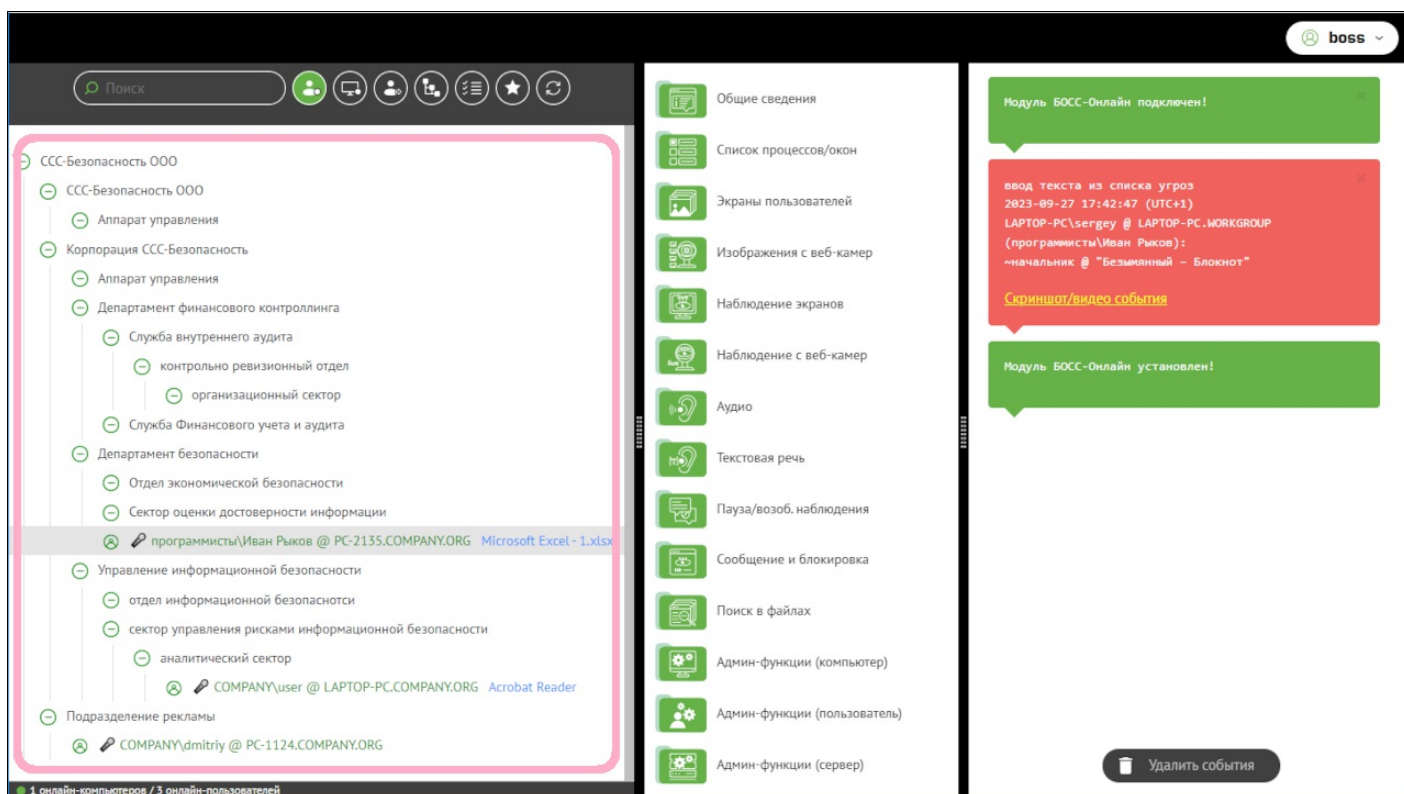 boss
Поиск
ССС-Безопасность ООО
ССС-Безопасность ООО
Аппарат управления
Корпорация ССС-Безопасность
Аппарат управления
Департамент финансового контроллинга
Служба внутреннего аудита
контрольно ревизионный отдел
организационный сектор
Служба Финансового учета и аудита
Департамент безопасности
Отдел экономической безопасности
Сектор оценки достоверности информации
программисты\Иван Рыков @ PC-2135.COMPANY.ORG Microsoft Excel - 1.xlsx
Управление информационной безопасности
отдел информационной безопаснотси
сектор управления рисками информационной безопасности
аналитический сектор
COMPANY\user @ LAPTOP-PC.COMPANY.ORG Acrobat Reader
Подразделение рекламы
COMPANY\dmitriy @ PC-1124.COMPANY.ORG
1 онлайн-компьютеров / 3 онлайн-пользователей
Общие сведения
Список процессов/окон
Экраны пользователей
Изображения с веб-камер
Наблюдение экранов
Наблюдение с веб-камер
Аудио
Текстовая речь
Пауза/возоб. наблюдения
Сообщение и блокировка
Поиск в файлах
Админ-функции (компьютер)
Админ-функции (пользователь)
Админ-функции (сервер)
Модуль БОСС-Онлайн подключен!
ввод текста из списка угроз
2023-09-27 17:42:47 (UTC+1)
LAPTOP-PC\sergey @ LAPTOP-PC.WORKGROUP
(программисты\Иван Рыков):
~начальник @ "Безымянный – Блокнот"
Скриншот/видео события
Модуль БОСС-Онлайн установлен!
Удалить события